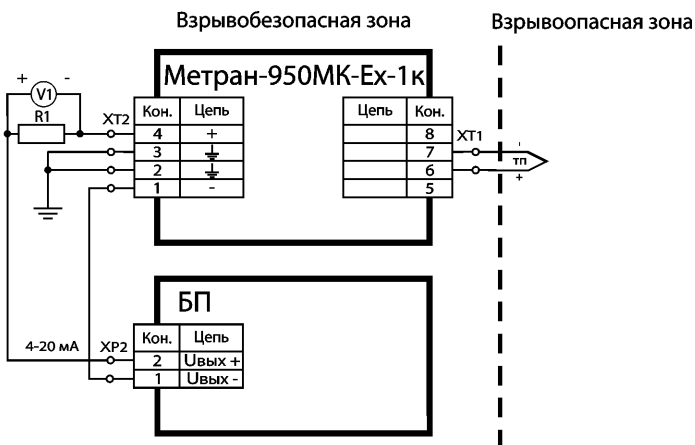 Взрывобезопасная зона
Взрывоопасная зона
Метран-950МК-Ех-1к
+ V1 -
R1
XT2
Кон. Цепь
4 +
3
2
1 -
Цепь Кон.
8
7
6
5
XT1
-
ТП
+
БП
4-20 мА
XP2
Кон. Цепь
2 Uвых +
1 Uвых -